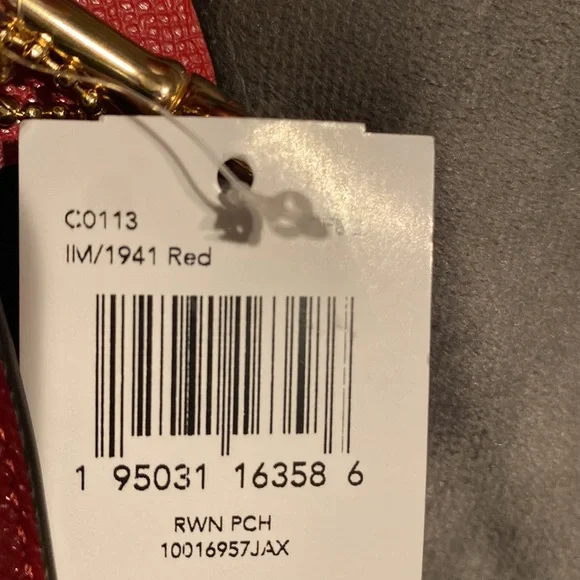 C0113
IM/1941 Red
1 95031 16358 6
RWN PCH
10016957JAX